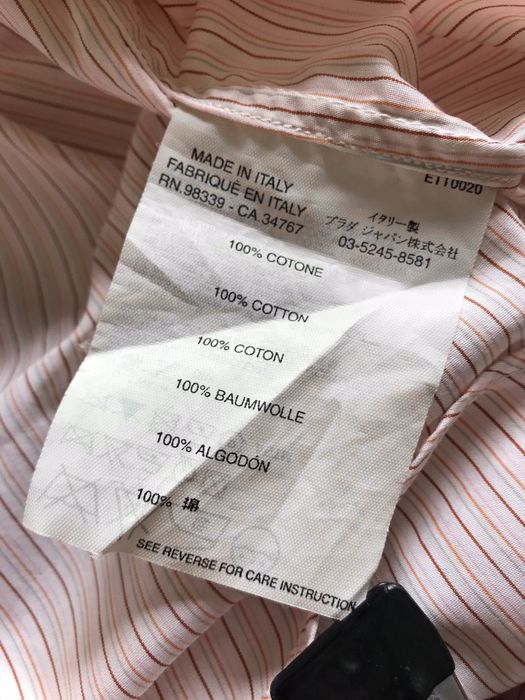 MADE IN ITALY
FABRIQUÉ EN ITALY
RN.98339 - CA.34767
ET10020
イタリー製
プラダ ジャパン株式会社
03-5245-8581
100% COTONE
100% COTTON
100% COTON
100% BAUMWOLLE
100% ALGODÓN
100% 綿
SEE REVERSE FOR CARE INSTRUCTION